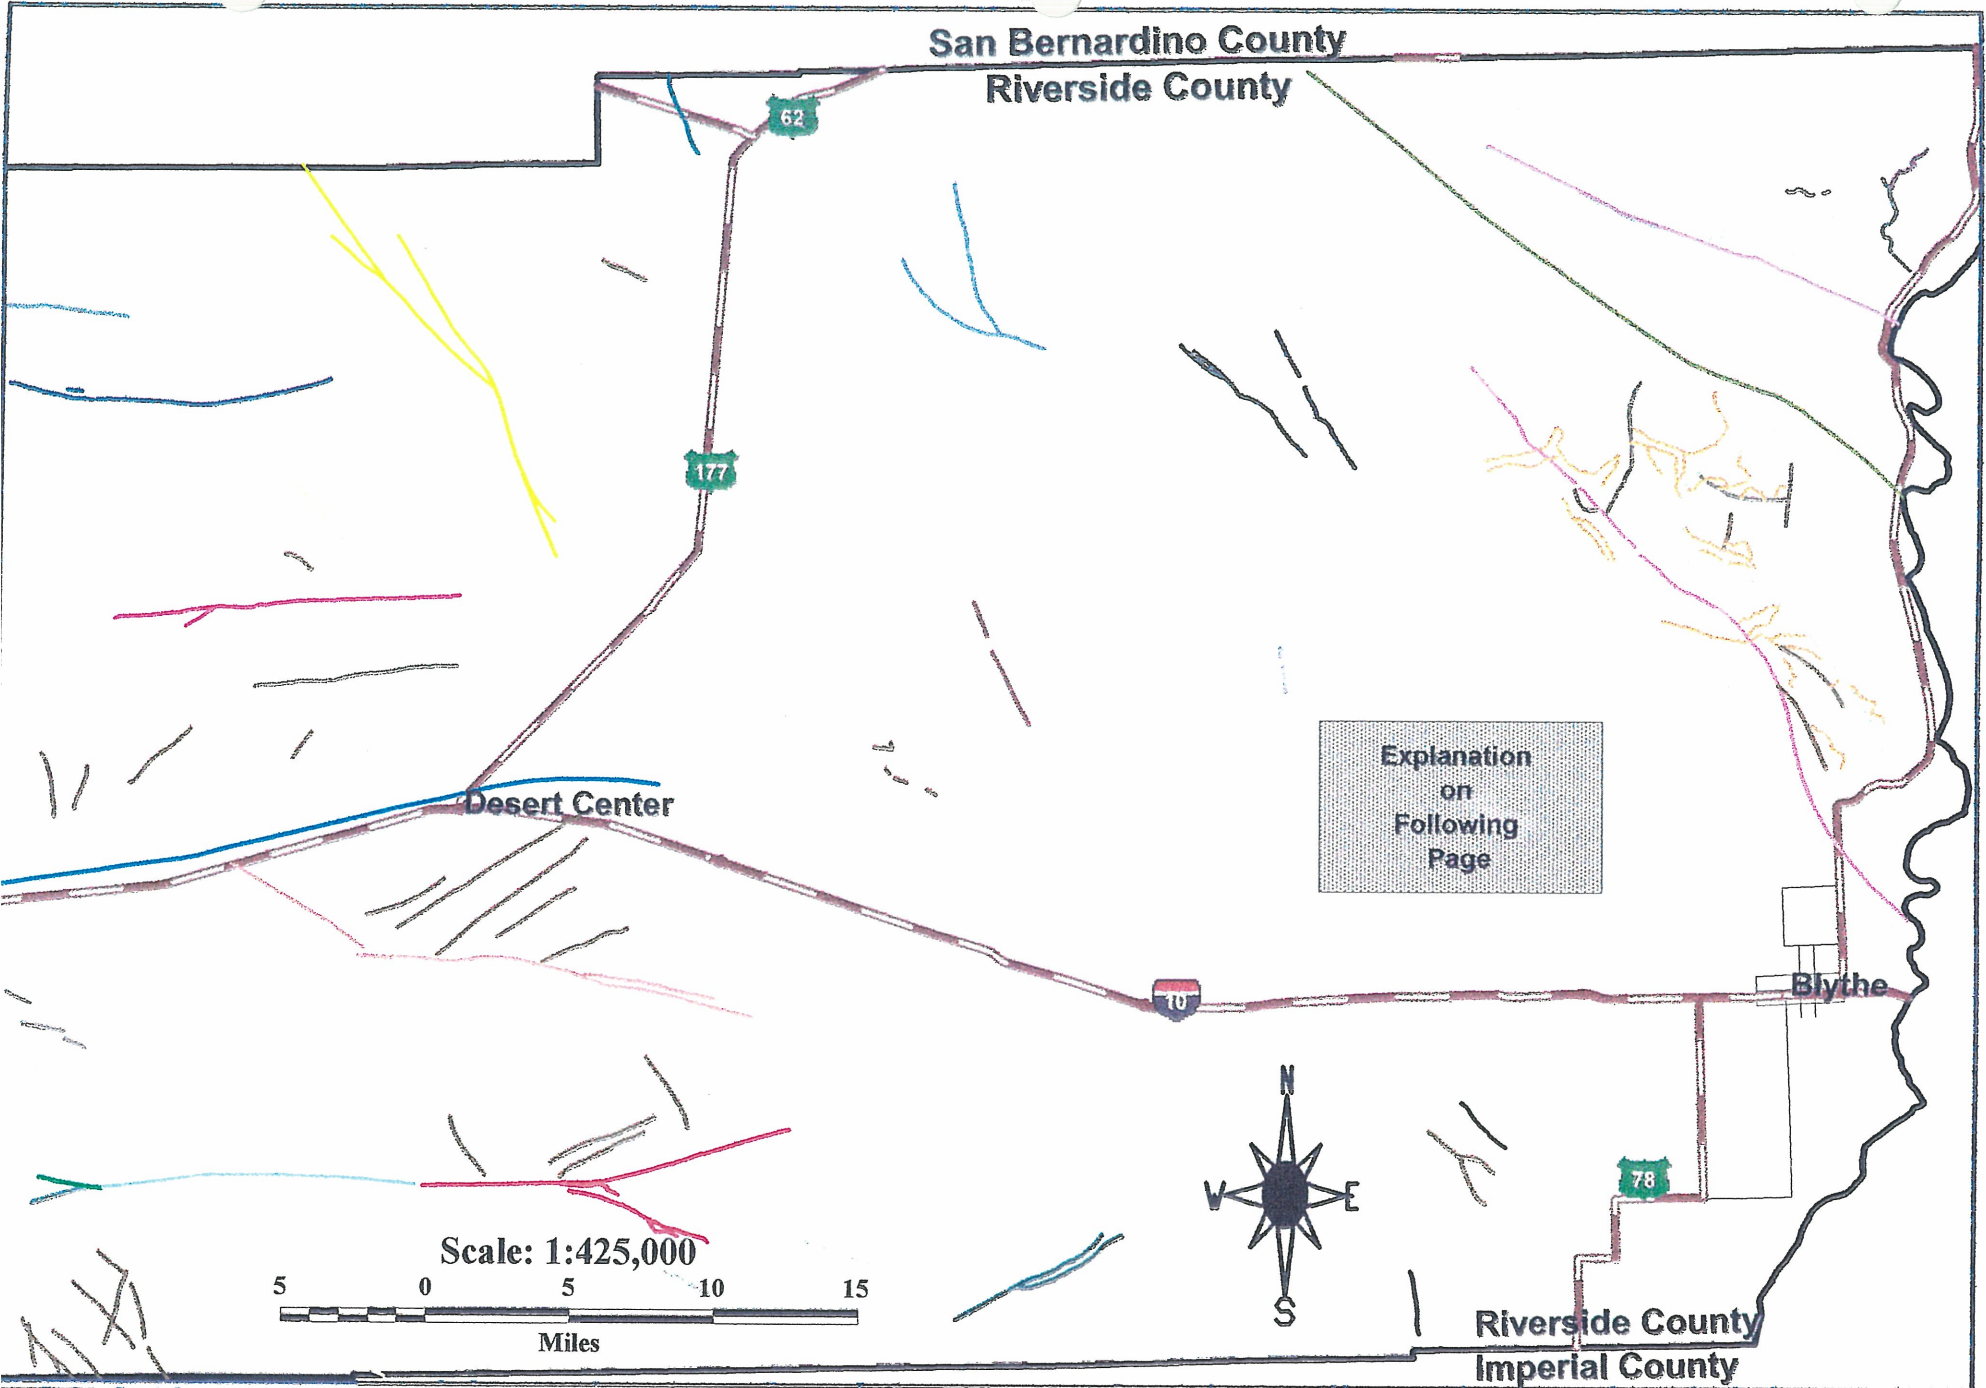 San Bernardino County
Riverside County
62
177
Desert Center
Explanation
on
Following
Page
10
Blythe
N
W E
S
78
Scale: 1:425,000
5 0 5 10 15
Miles
Riverside County
Imperial County